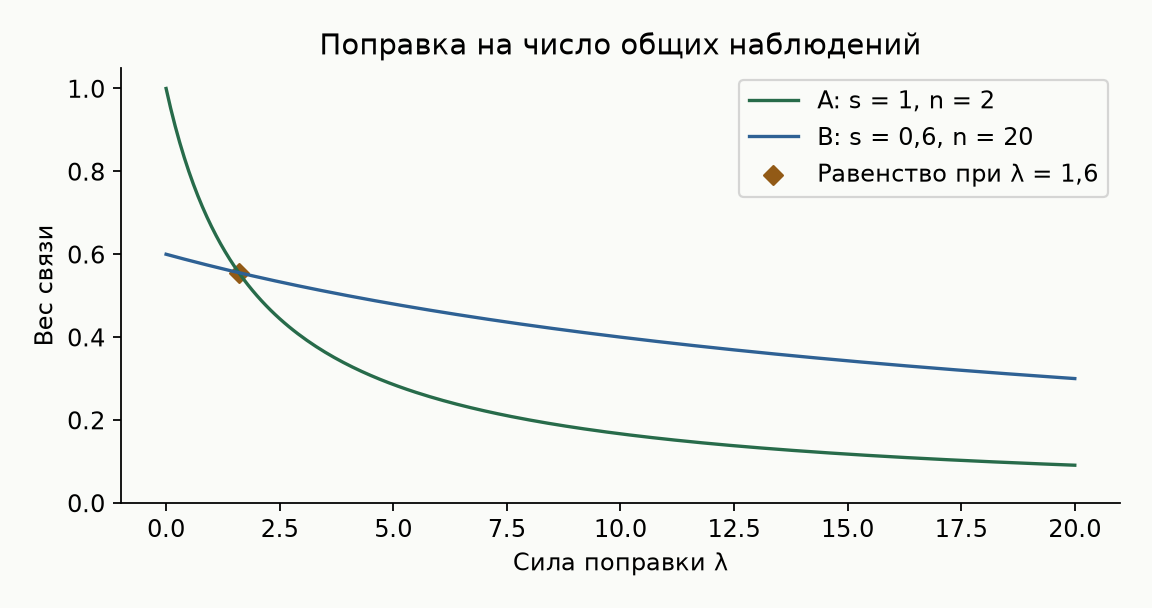 Поправка на число общих наблюдений
A: s = 1, n = 2
B: s = 0,6, n = 20
Равенство при λ = 1,6
Вес связи
1.0
0.8
0.6
0.4
0.2
0.0
0.0 2.5 5.0 7.5 10.0 12.5 15.0 17.5 20.0
Сила поправки λ